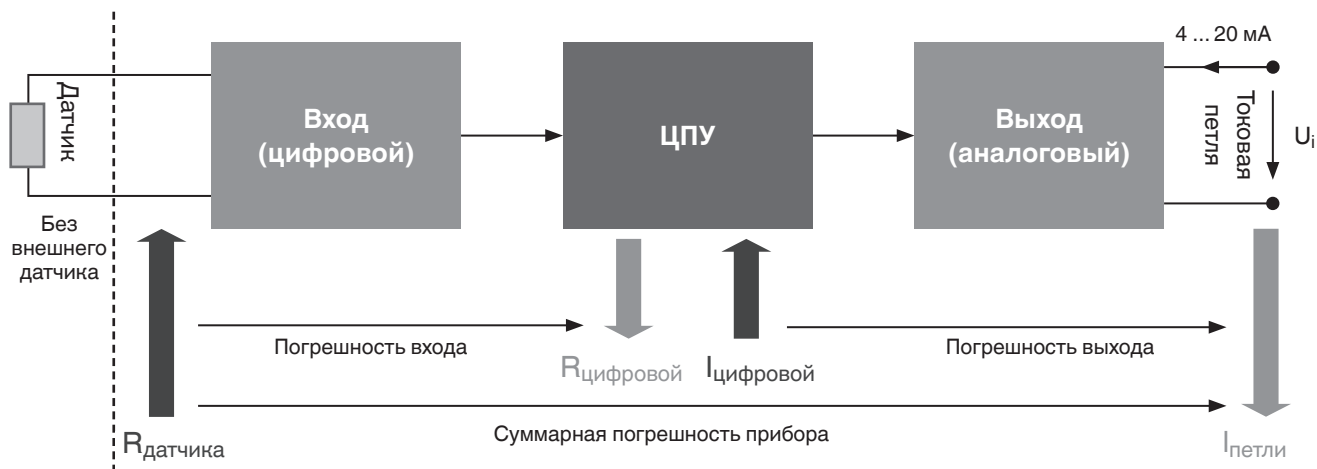 4 ... 20 мА
Датчик
Вход
(цифровой)
ЦПУ
Выход
(аналоговый)
Токовая
петля
Ui
Без
внешнего
датчика
Погрешность входа
Погрешность выхода
Rцифровой
Iцифровой
Суммарная погрешность прибора
Rдатчика
Iпетли